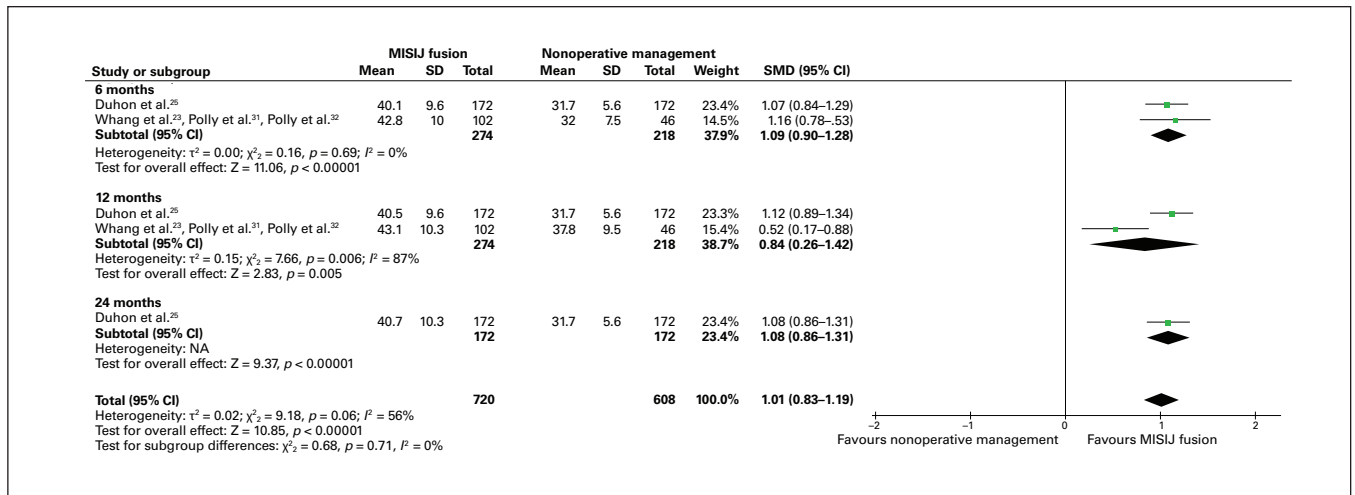 MISIJ fusion Nonoperative management
Study or subgroup Mean SD Total Mean SD Total Weight SMD (95% CI)
6 months
Duhon et al.²⁵ 40.1 9.6 172 31.7 5.6 172 23.4% 1.07 (0.84–1.29)
Whang et al.²³, Polly et al.³¹, Polly et al.³² 42.8 10 102 32 7.5 46 14.5% 1.16 (0.78–.53)
Subtotal (95% CI) 274 218 37.9% 1.09 (0.90–1.28)
Heterogeneity: τ² = 0.00; χ²₂ = 0.16, p = 0.69; I² = 0%
Test for overall effect: Z = 11.06, p < 0.00001
12 months
Duhon et al.²⁵ 40.5 9.6 172 31.7 5.6 172 23.3% 1.12 (0.89–1.34)
Whang et al.²³, Polly et al.³¹, Polly et al.³² 43.1 10.3 102 37.8 9.5 46 15.4% 0.52 (0.17–0.88)
Subtotal (95% CI) 274 218 38.7% 0.84 (0.26–1.42)
Heterogeneity: τ² = 0.15; χ²₂ = 7.66, p = 0.006; I² = 87%
Test for overall effect: Z = 2.83, p = 0.005
24 months
Duhon et al.²⁵ 40.7 10.3 172 31.7 5.6 172 23.4% 1.08 (0.86–1.31)
Subtotal (95% CI) 172 172 23.4% 1.08 (0.86–1.31)
Heterogeneity: NA
Test for overall effect: Z = 9.37, p < 0.00001
Total (95% CI) 720 608 100.0% 1.01 (0.83–1.19)
Heterogeneity: τ² = 0.02; χ²₂ = 9.18, p = 0.06; I² = 56%
Test for overall effect: Z = 10.85, p < 0.00001
Test for subgroup differences: χ²₂ = 0.68, p = 0.71, I² = 0%
–2 –1 0 1 2
Favours nonoperative management Favours MISIJ fusion